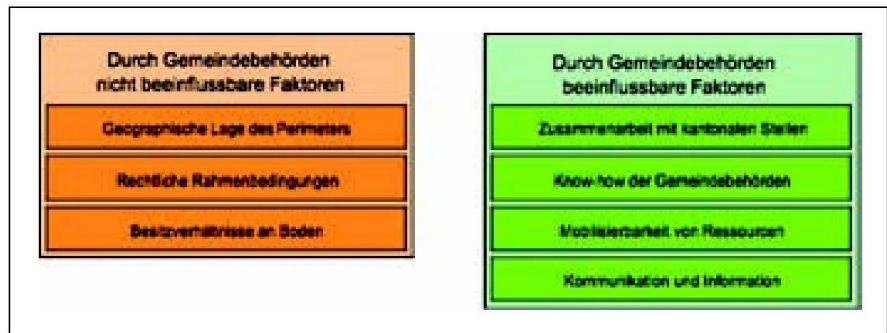 Durch Gemeindebehörden
nicht beeinflussbare Faktoren
Geographische Lage des Perimeters
Rechtliche Rahmenbedingungen
Besitzverhältnisse an Boden
Durch Gemeindebehörden
beeinflussbare Faktoren
Zusammenarbeit mit kantonalen Stellen
Know-how der Gemeindebehörden
Mobilisierbarkeit von Ressourcen
Kommunikation und Information